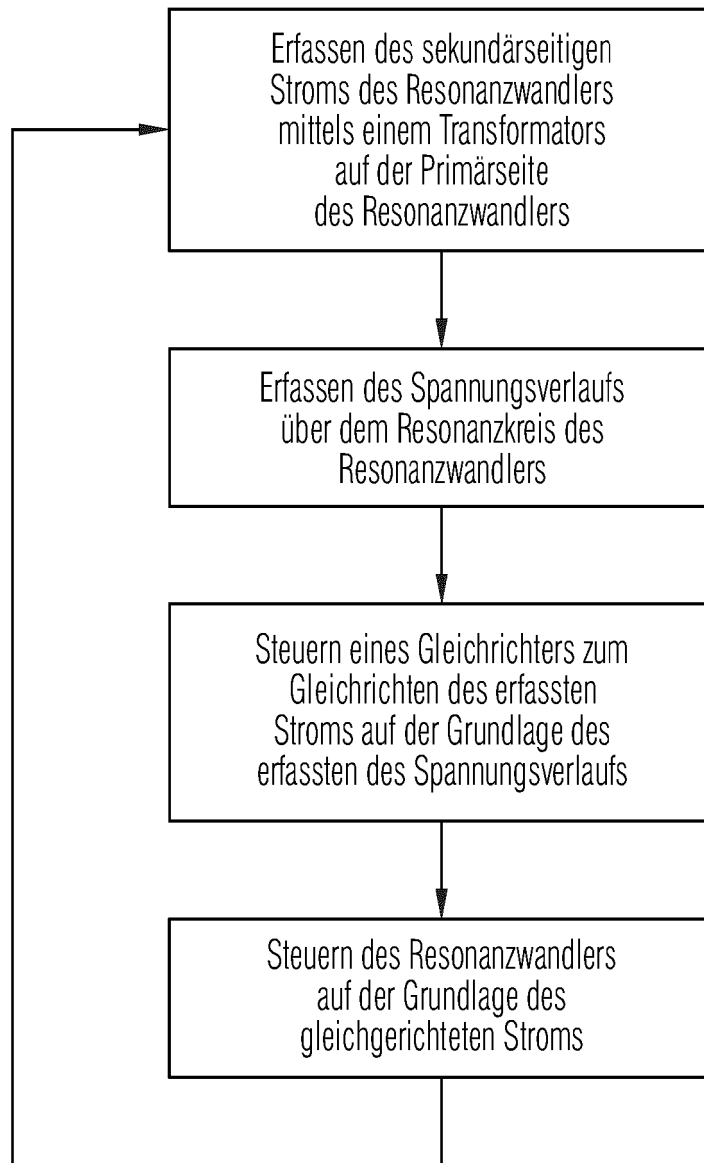 Erfassen des sekundärseitigen
Stroms des Resonanzwandlers
mittels einem Transformators
auf der Primärseite
des Resonanzwandlers
Erfassen des Spannungsverlaufs
über dem Resonanzkreis des
Resonanzwandlers
Steuern eines Gleichrichters zum
Gleichrichten des erfassten
Stroms auf der Grundlage des
erfassten des Spannungsverlaufs
Steuern des Resonanzwandlers
auf der Grundlage des
gleichgerichteten Stroms